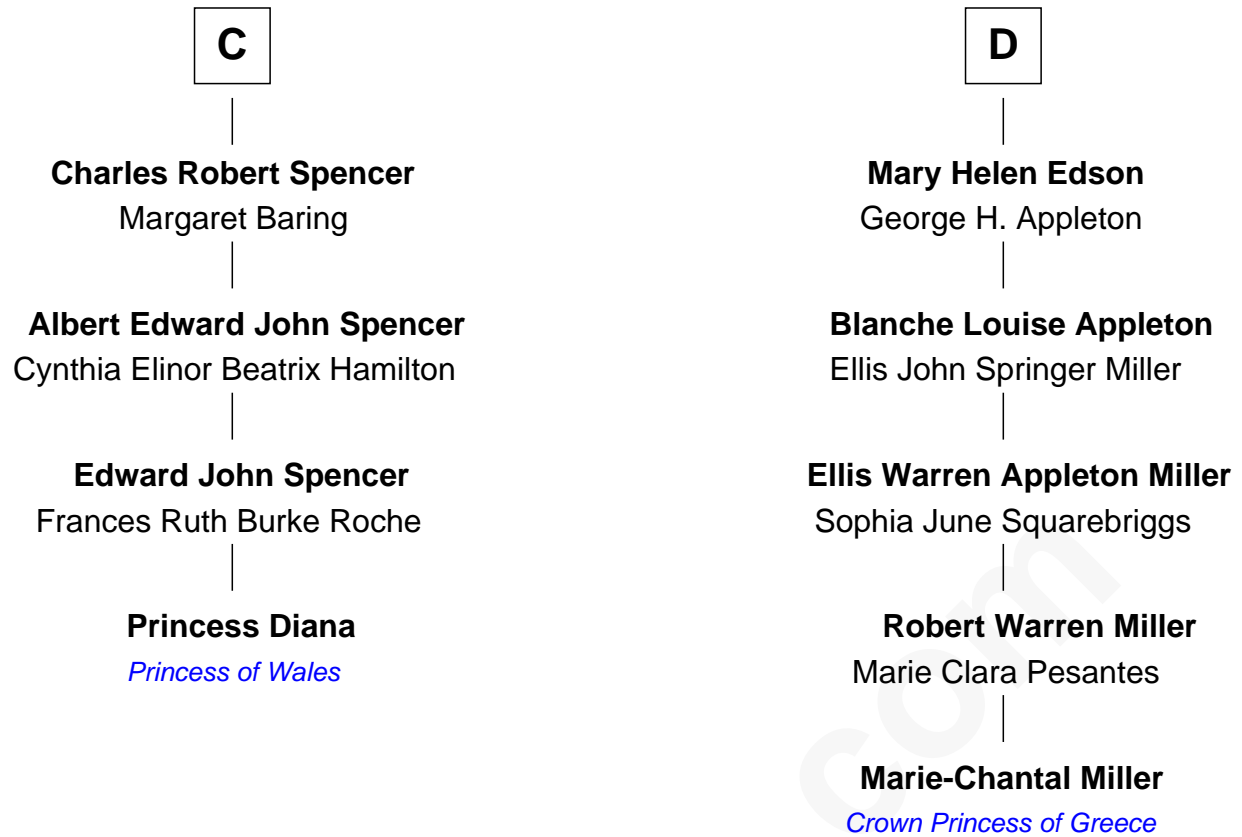 C
Charles Robert Spencer
Margaret Baring
Albert Edward John Spencer
Cynthia Elinor Beatrix Hamilton
Edward John Spencer
Frances Ruth Burke Roche
Princess Diana
Princess of Wales
D
Mary Helen Edson
George H. Appleton
Blanche Louise Appleton
Ellis John Springer Miller
Ellis Warren Appleton Miller
Sophia June Squarebriggs
Robert Warren Miller
Marie Clara Pesantes
Marie-Chantal Miller
Crown Princess of Greece
com